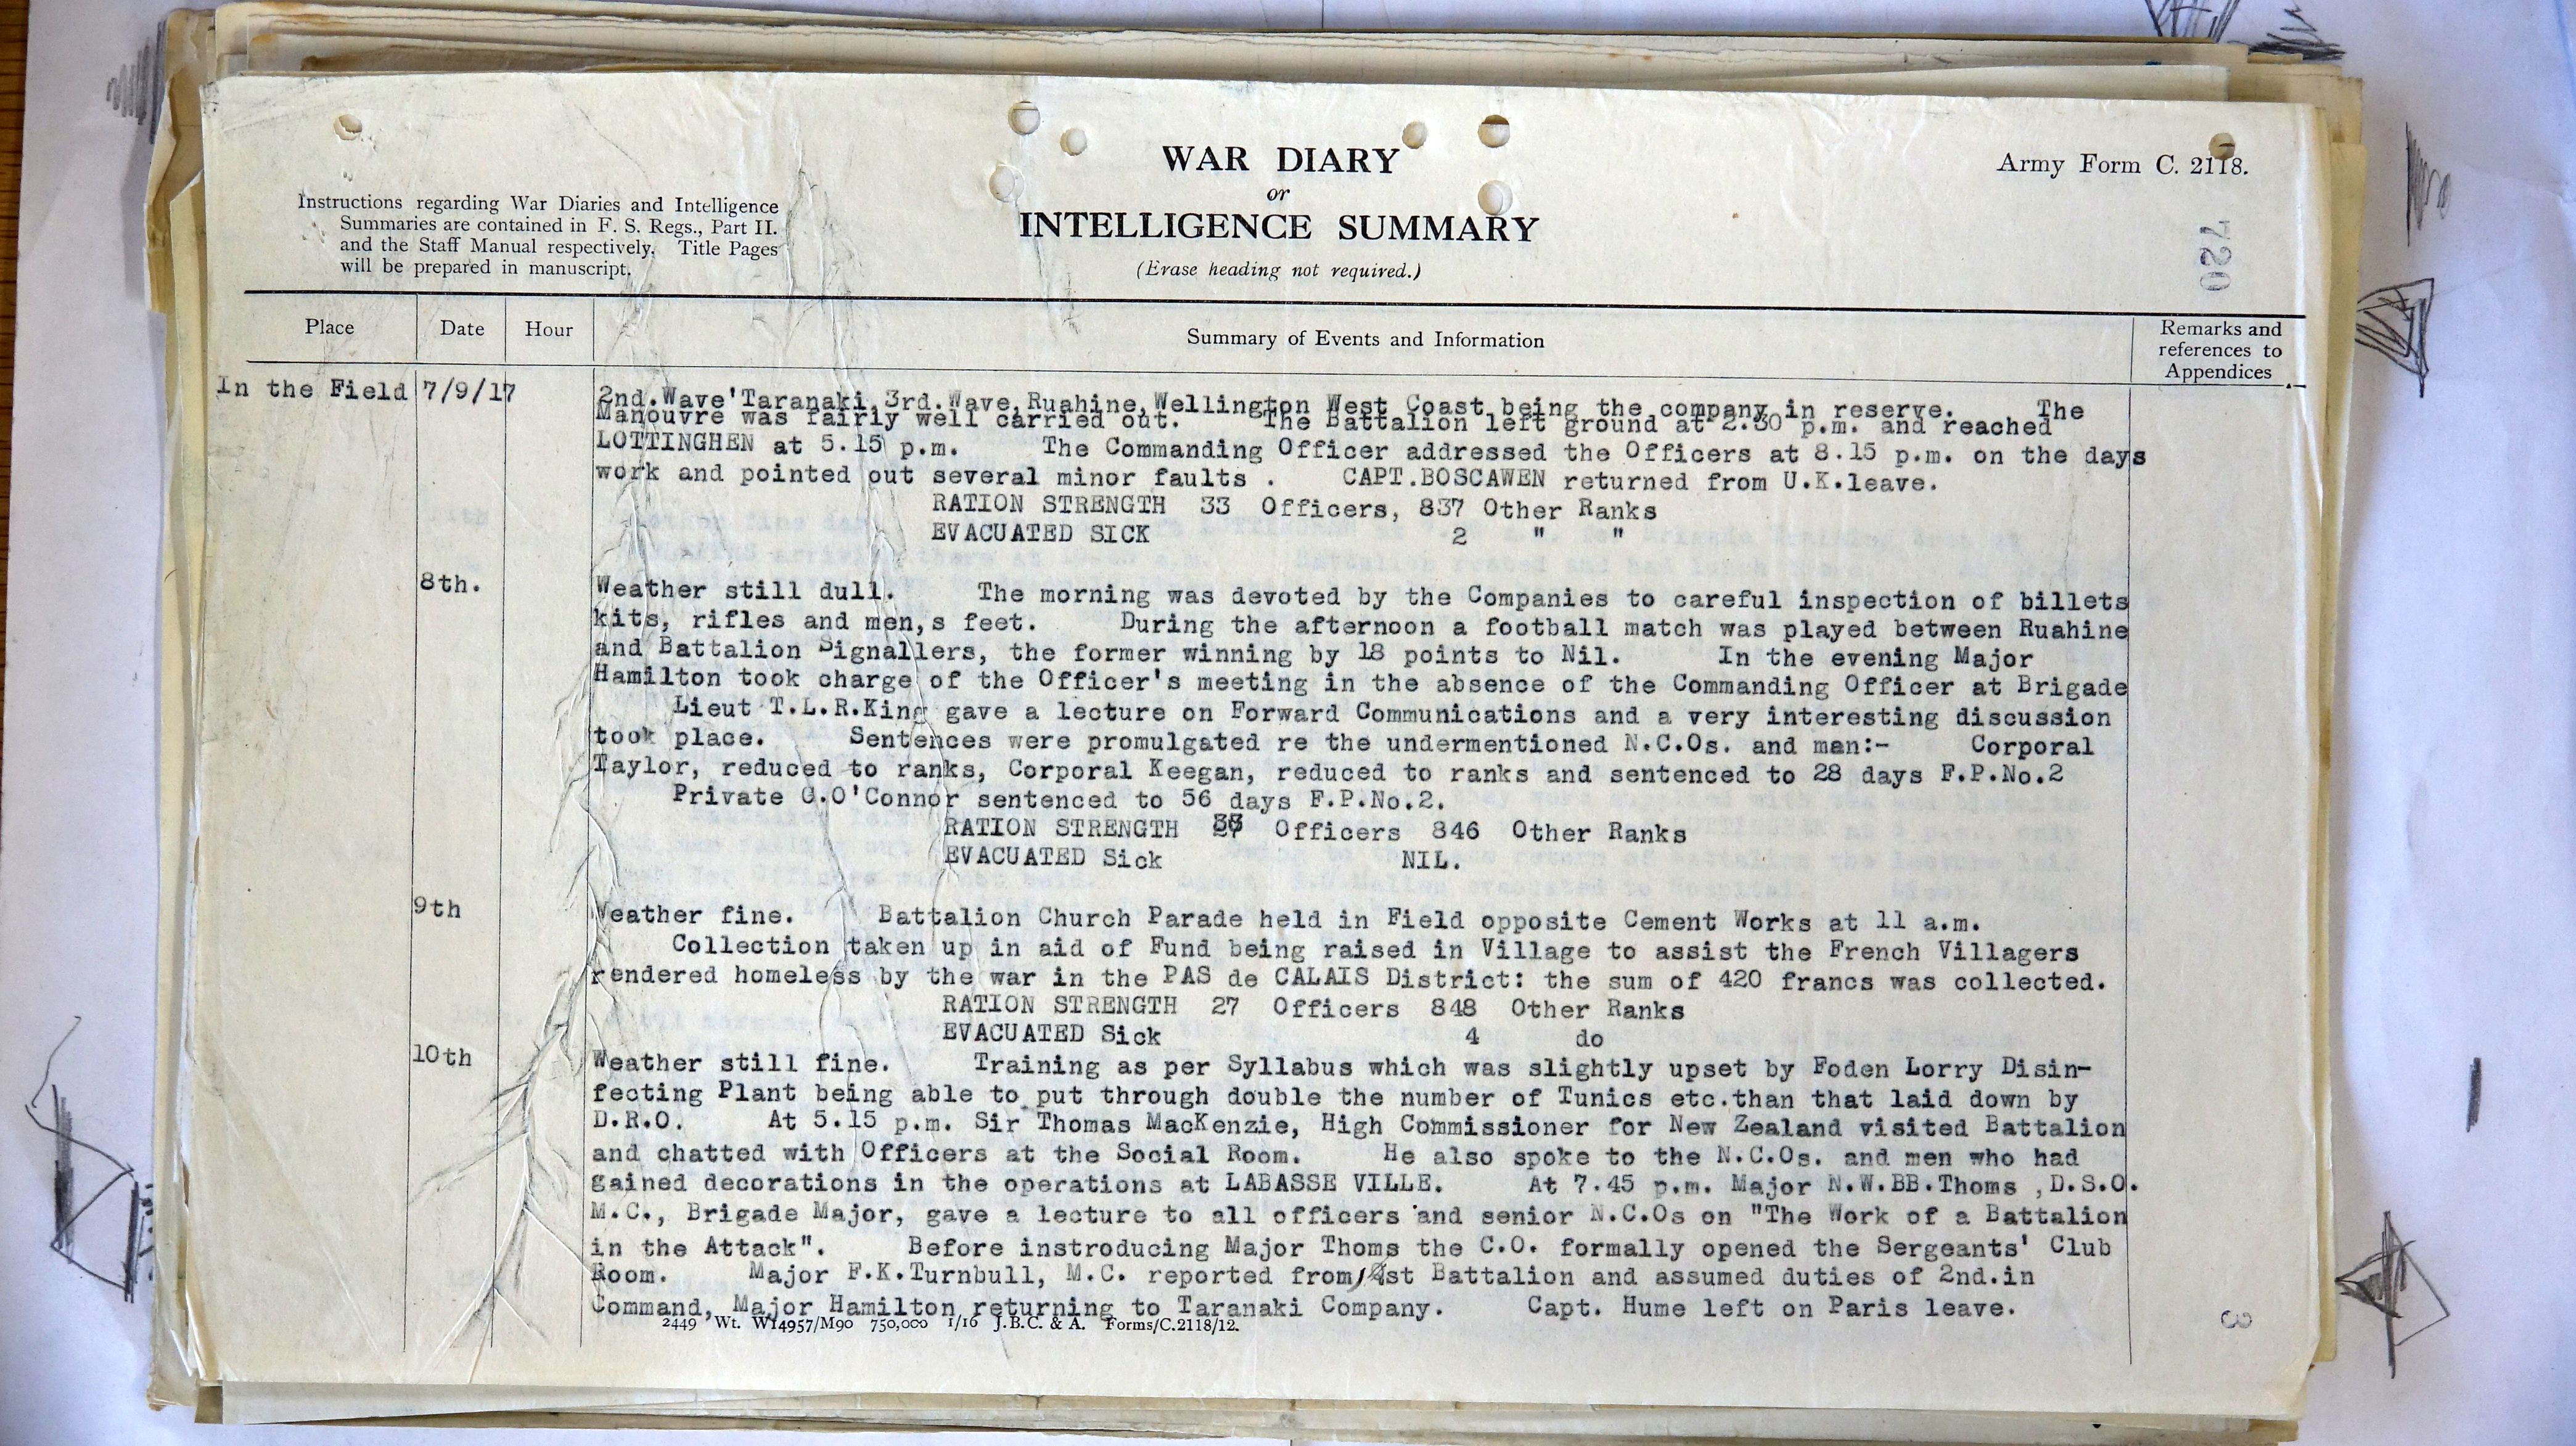 WAR DIARY
or
INTELLIGENCE SUMMARY
(Erase heading not required.)
Army Form C. 2118.
Instructions regarding War Diaries and Intelligence
Summaries are contained in F. S. Regs., Part II.
and the Staff Manual respectively. Title Pages
will be prepared in manuscript.
720
Place
Date
Hour
Summary of Events and Information
Remarks and
references to
Appendices
In the Field 7/9/17
2nd.Wave'Taranaki,3rd.Wave,Ruahine,Wellington West Coast being the company in reserve. The
Manouvre was fairly well carried out. The Battalion left ground at 2.30 p.m. and reached
LOTTINGHEN at 5.15 p.m. The Commanding Officer addressed the Officers at 8.15 p.m. on the days
work and pointed out several minor faults . CAPT.BOSCAWEN returned from U.K.leave.
RATION STRENGTH 33 Officers, 837 Other Ranks
EVACUATED SICK 2 " "
8th.
Weather still dull. The morning was devoted by the Companies to careful inspection of billets
kits, rifles and men,s feet. During the afternoon a football match was played between Ruahine
and Battalion Signallers, the former winning by 18 points to Nil. In the evening Major
Hamilton took charge of the Officer's meeting in the absence of the Commanding Officer at Brigade
Lieut T.L.R.King gave a lecture on Forward Communications and a very interesting discussion
took place. Sentences were promulgated re the undermentioned N.C.Os. and man:- Corporal
Taylor, reduced to ranks, Corporal Keegan, reduced to ranks and sentenced to 28 days F.P.No.2
Private G.O'Connor sentenced to 56 days F.P.No.2.
RATION STRENGTH Officers 846 Other Ranks
EVACUATED Sick NIL.
9th
Weather fine. Battalion Church Parade held in Field opposite Cement Works at 11 a.m.
Collection taken up in aid of Fund being raised in Village to assist the French Villagers
rendered homeless by the war in the PAS de CALAIS District: the sum of 420 francs was collected.
RATION STRENGTH 27 Officers 848 Other Ranks
EVACUATED Sick 4 do
10th
Weather still fine. Training as per Syllabus which was slightly upset by Foden Lorry Disin-
fecting Plant being able to put through double the number of Tunics etc.than that laid down by
D.R.O. At 5.15 p.m. Sir Thomas MacKenzie, High Commissioner for New Zealand visited Battalion
and chatted with Officers at the Social Room. He also spoke to the N.C.Os. and men who had
gained decorations in the operations at LABASSE VILLE. At 7.45 p.m. Major N.W.BB.Thoms ,D.S.O.
M.C., Brigade Major, gave a lecture to all officers and senior N.C.Os on "The Work of a Battalion
in the Attack". Before instroducing Major Thoms the C.O. formally opened the Sergeants' Club
Room. Major F.K.Turnbull, M.C. reported from 1st Battalion and assumed duties of 2nd.in
Command, Major Hamilton returning to Taranaki Company. Capt. Hume left on Paris leave.
2449 Wt. W14957/M90 750,000 1/16 J.B.C. & A. Forms/C.2118/12.
3